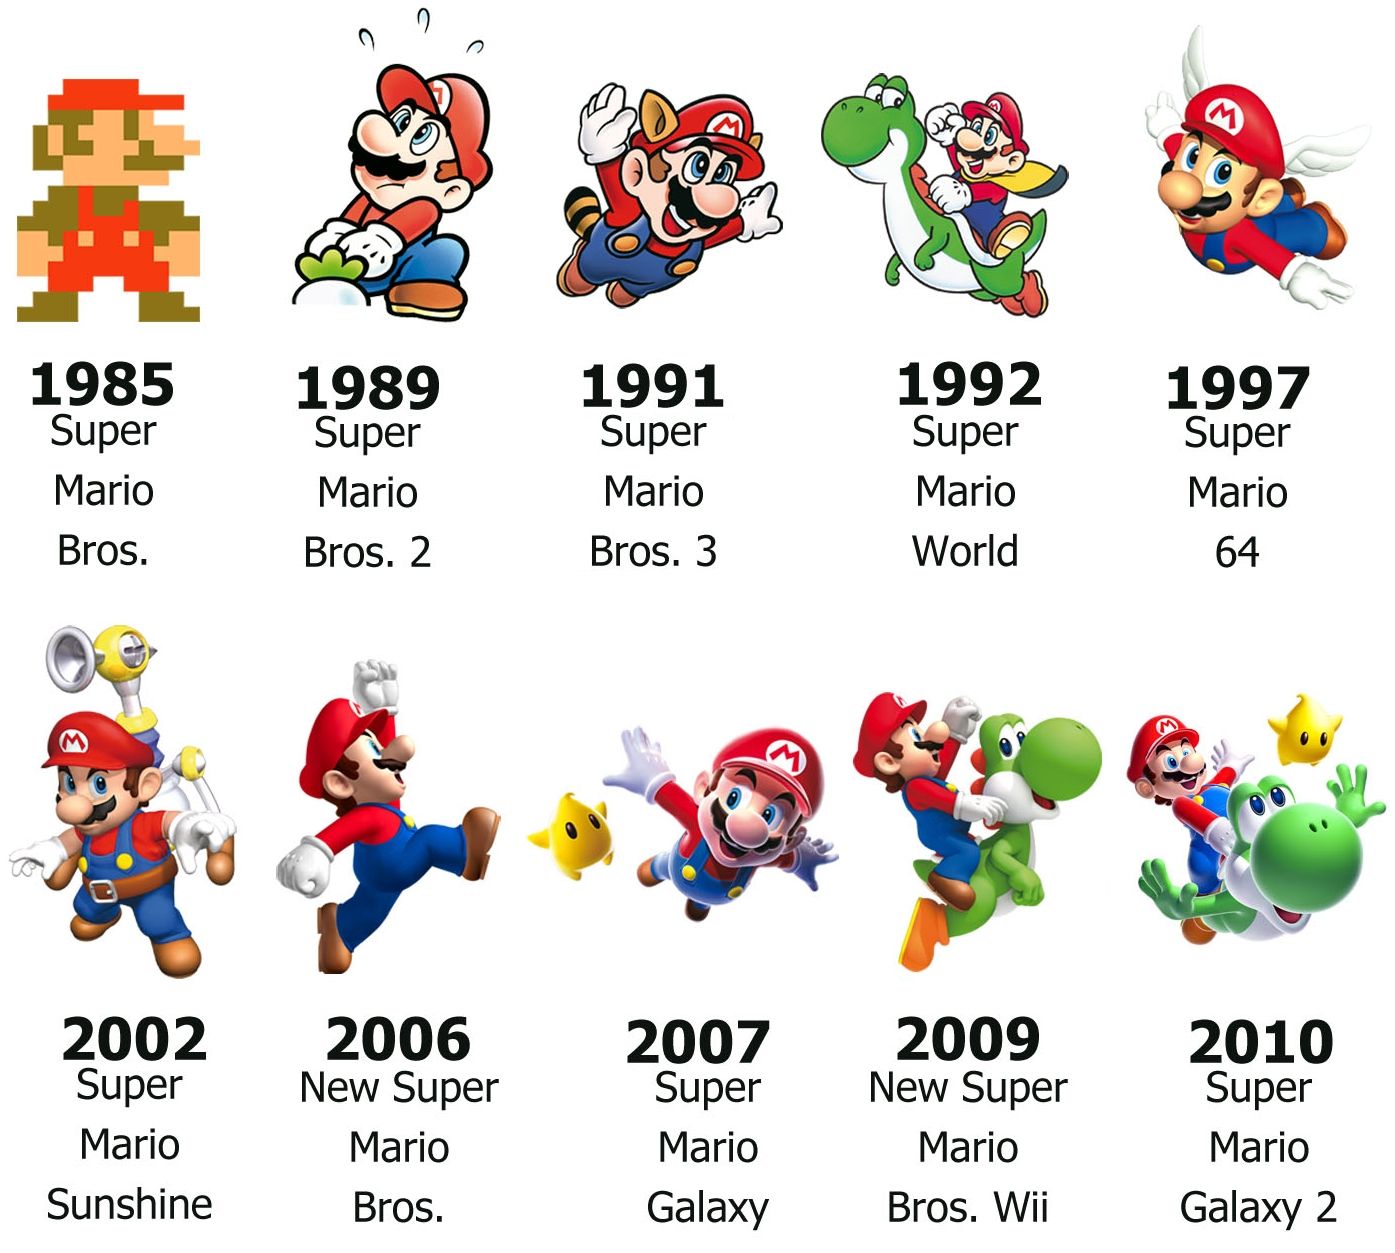 1985
Super
Mario
Bros.
1989
Super
Mario
Bros. 2
1991
Super
Mario
Bros. 3
1992
Super
Mario
World
1997
Super
Mario
64
2002
Super
Mario
Sunshine
2006
New Super
Mario
Bros.
2007
Super
Mario
Galaxy
2009
New Super
Mario
Bros. Wii
2010
Super
Mario
Galaxy 2